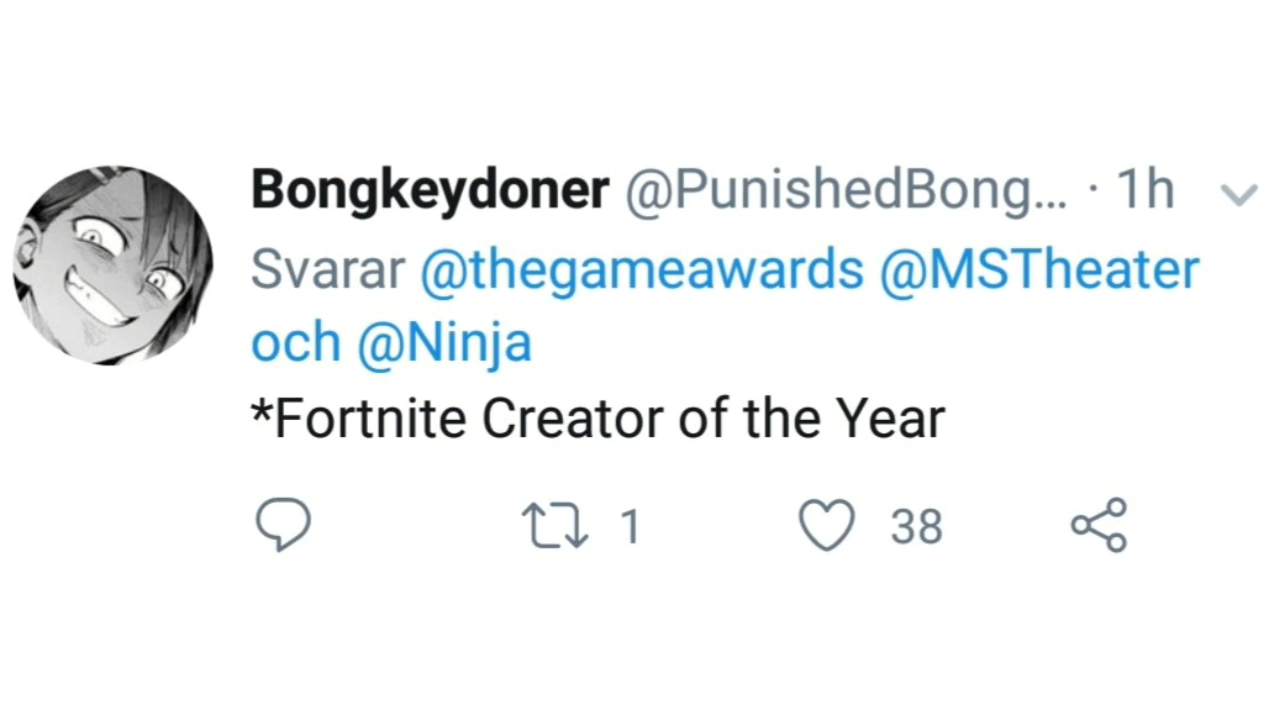 Bongkeydoner @PunishedBong... · 1h
Svarar @thegameawards @MSTheater
och @Ninja
*Fortnite Creator of the Year
1 38